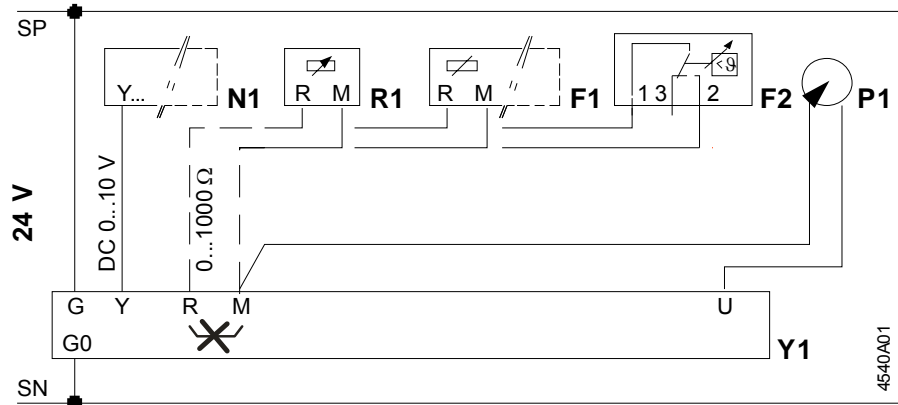 SP
Y...
N1
R M
R1
R M
F1
1 3 2
<ϑ
F2
P1
24 V
DC 0...10 V
0...1000 Ω
G Y R M U
G0
Y1
SN
4540A01